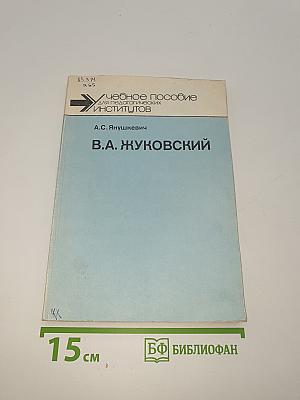 Учебное пособие
для педагогических
институтов
А.С. Янушкевич
В.А. ЖУКОВСКИЙ
15 см
БФ БИБЛИОФАН